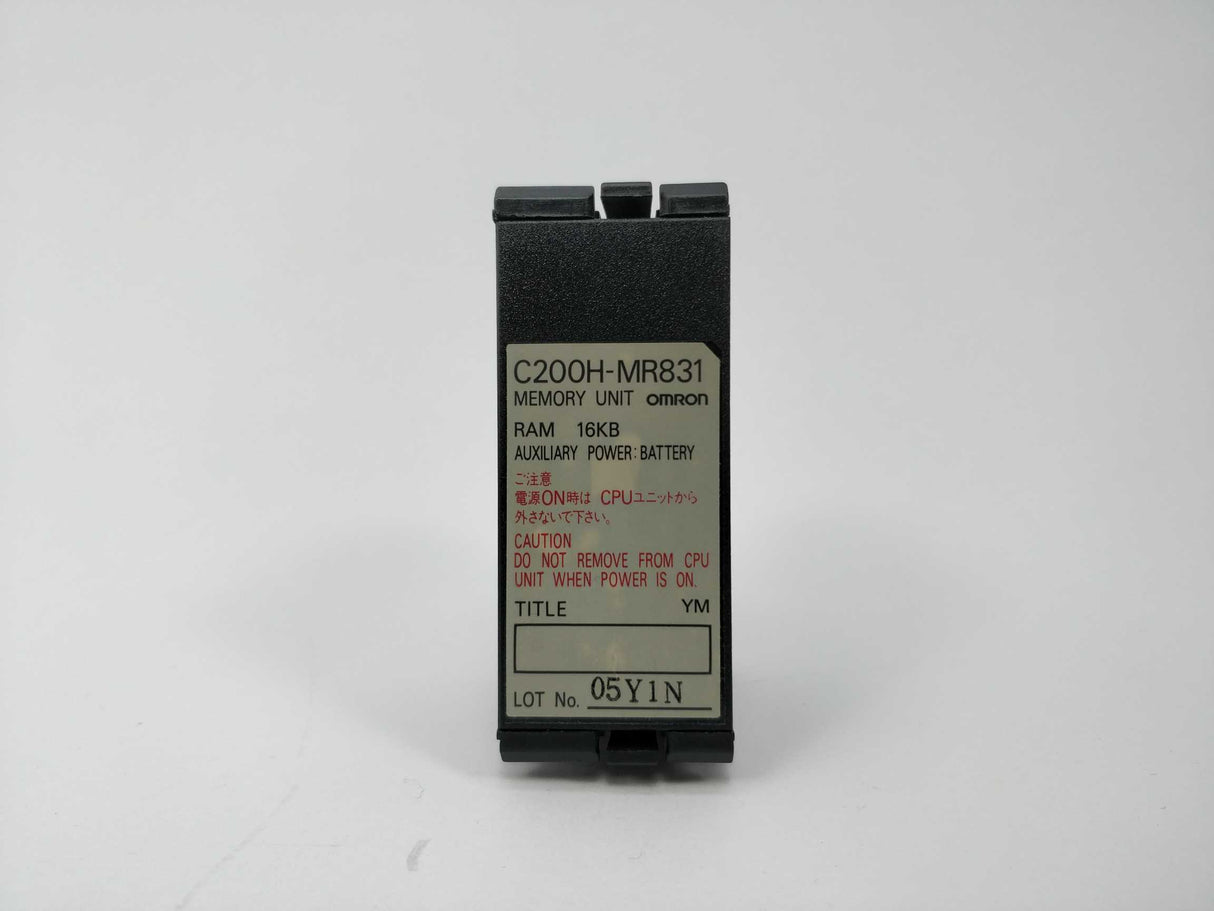 C200H-MR831
MEMORY UNIT OMRON
RAM 16KB
AUXILIARY POWER: BATTERY
ご注意
電源ON時は CPUユニットから
外さないで下さい。
CAUTION
DO NOT REMOVE FROM CPU
UNIT WHEN POWER IS ON.
TITLE YM
LOT No. 05Y1N